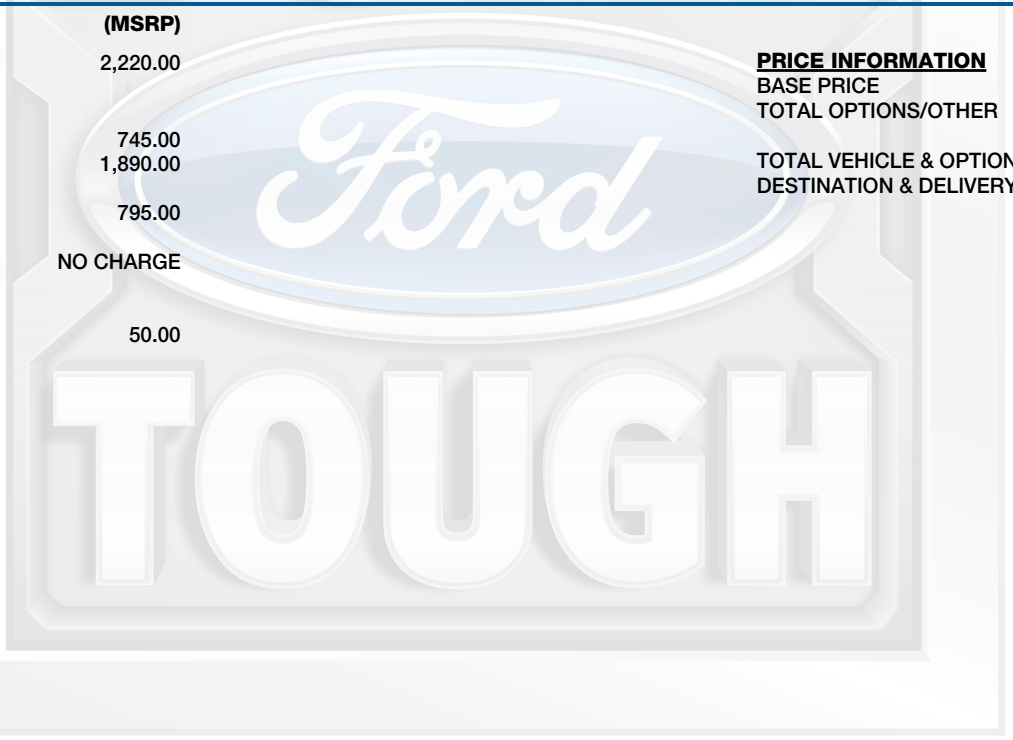 (MSRP)
2,220.00
745.00
1,890.00
795.00
NO CHARGE
50.00
PRICE INFORMATION
BASE PRICE
TOTAL OPTIONS/OTHER
TOTAL VEHICLE & OPTION
DESTINATION & DELIVERY
Ford
TOUGH